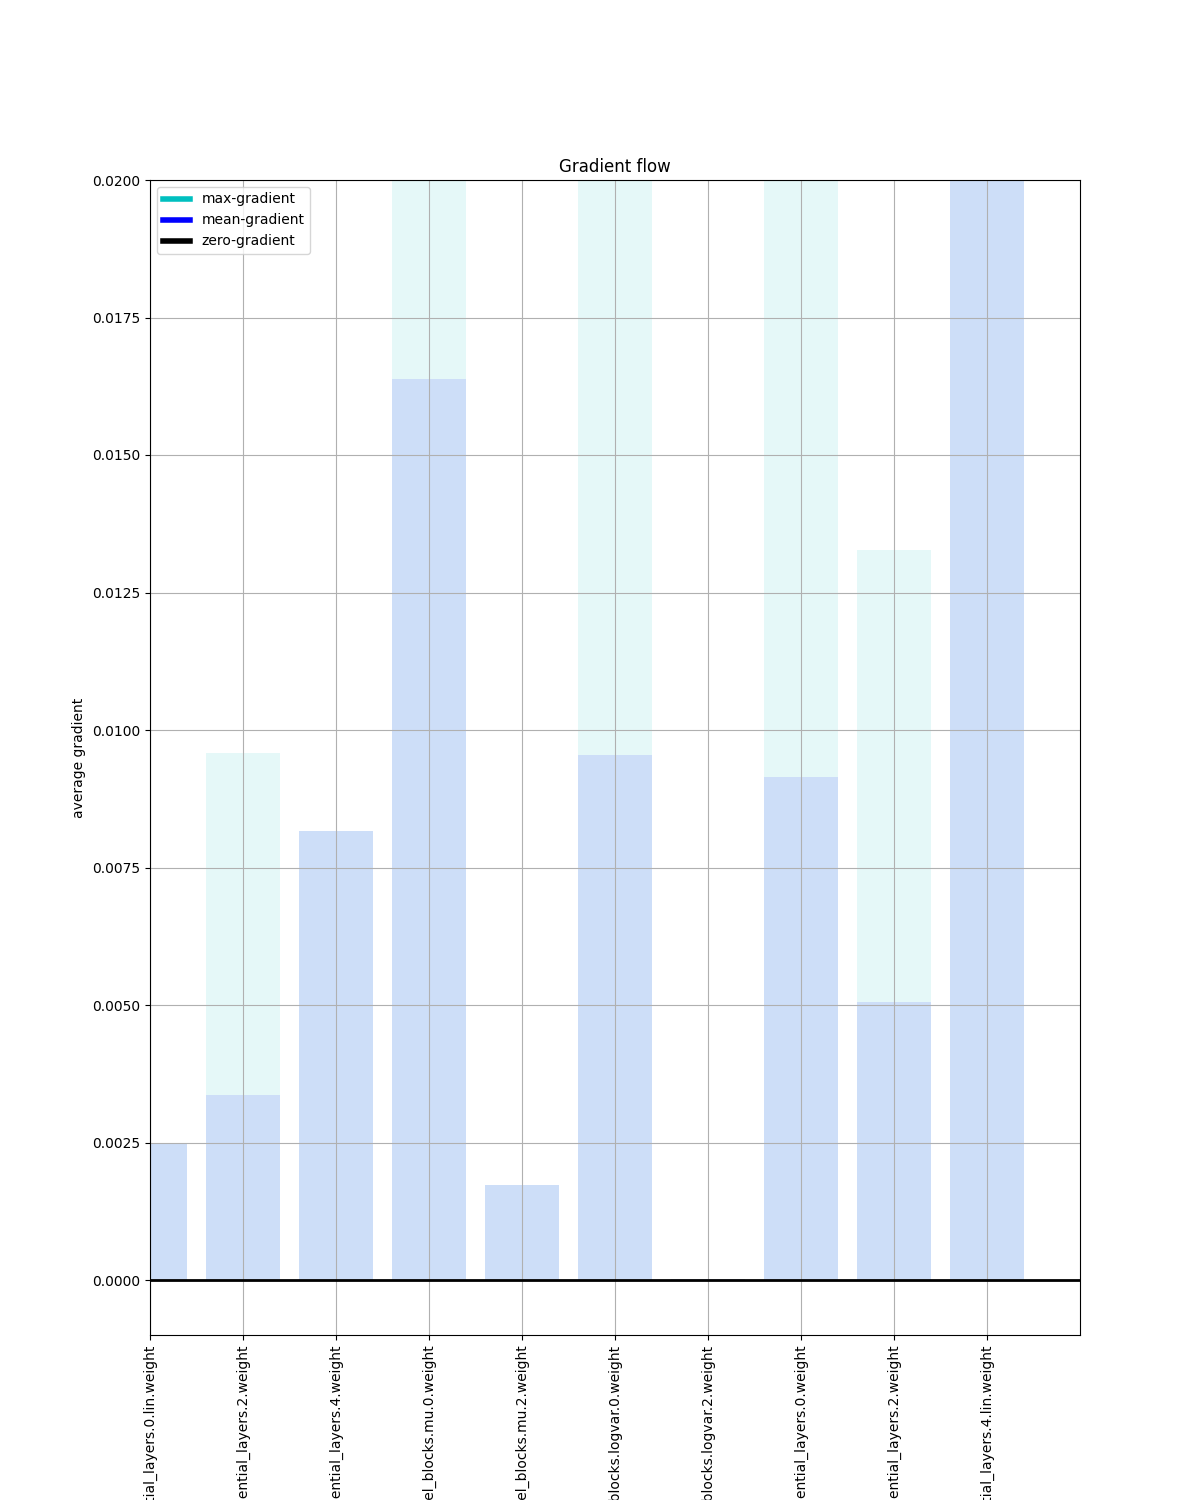 Gradient flow
max-gradient
mean-gradient
zero-gradient
0.0200
0.0175
0.0150
0.0125
0.0100
0.0075
0.0050
0.0025
0.0000
average gradient
tial_layers.0.lin.weight
ential_layers.2.weight
ential_layers.4.weight
el_blocks.mu.0.weight
el_blocks.mu.2.weight
blocks.logvar.0.weight
blocks.logvar.2.weight
ential_layers.0.weight
ential_layers.2.weight
tial_layers.4.lin.weight